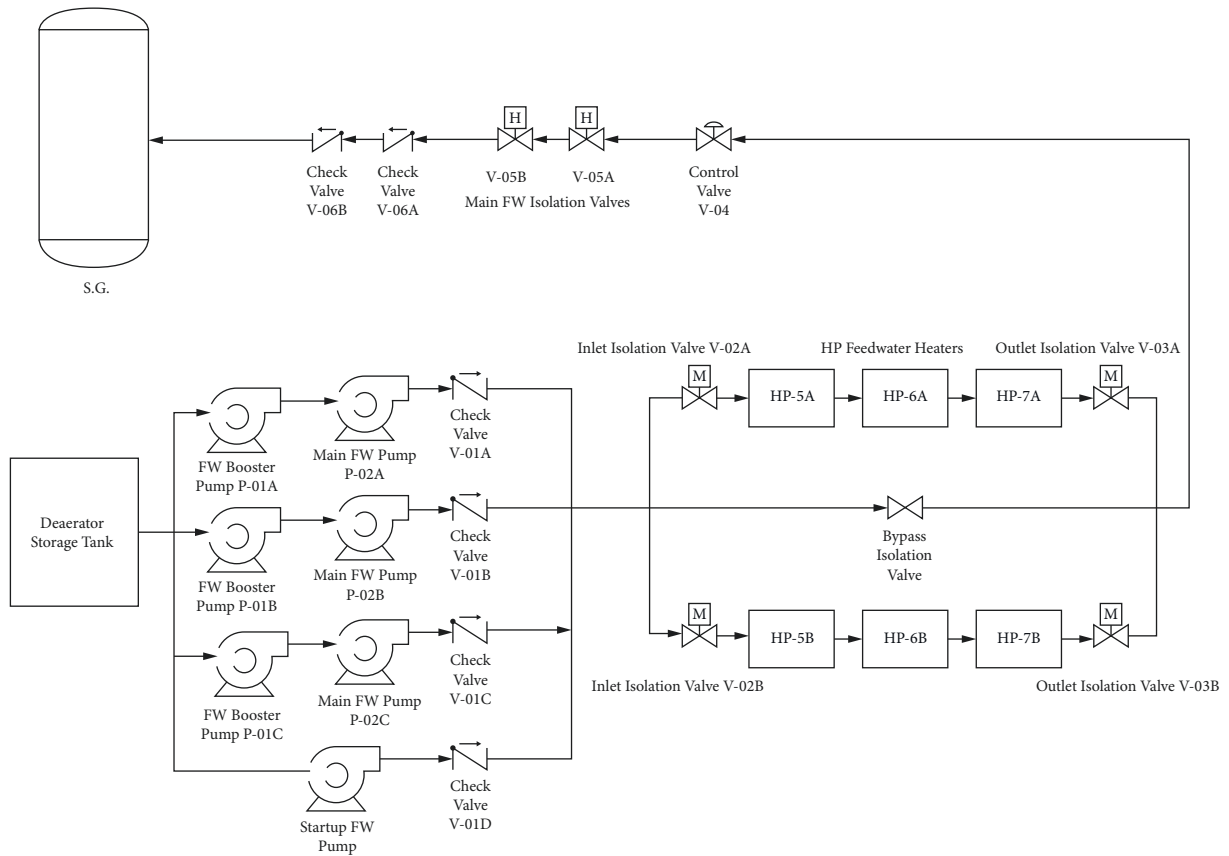 H
H
Check
Valve
V-06B
Check
Valve
V-06A
V-05B
V-05A
Main FW Isolation Valves
Control
Valve
V-04
S.G.
Inlet Isolation Valve V-02A
HP Feedwater Heaters
Outlet Isolation Valve V-03A
M
HP-5A
HP-6A
HP-7A
M
FW Booster
Pump P-01A
Main FW Pump
P-02A
Check
Valve
V-01A
Deaerator
Storage Tank
FW Booster
Pump P-01B
Main FW Pump
P-02B
Check
Valve
V-01B
Bypass
Isolation
Valve
M
HP-5B
HP-6B
HP-7B
M
Inlet Isolation Valve V-02B
Outlet Isolation Valve V-03B
FW Booster
Pump P-01C
Main FW Pump
P-02C
Check
Valve
V-01C
Startup FW
Pump
Check
Valve
V-01D